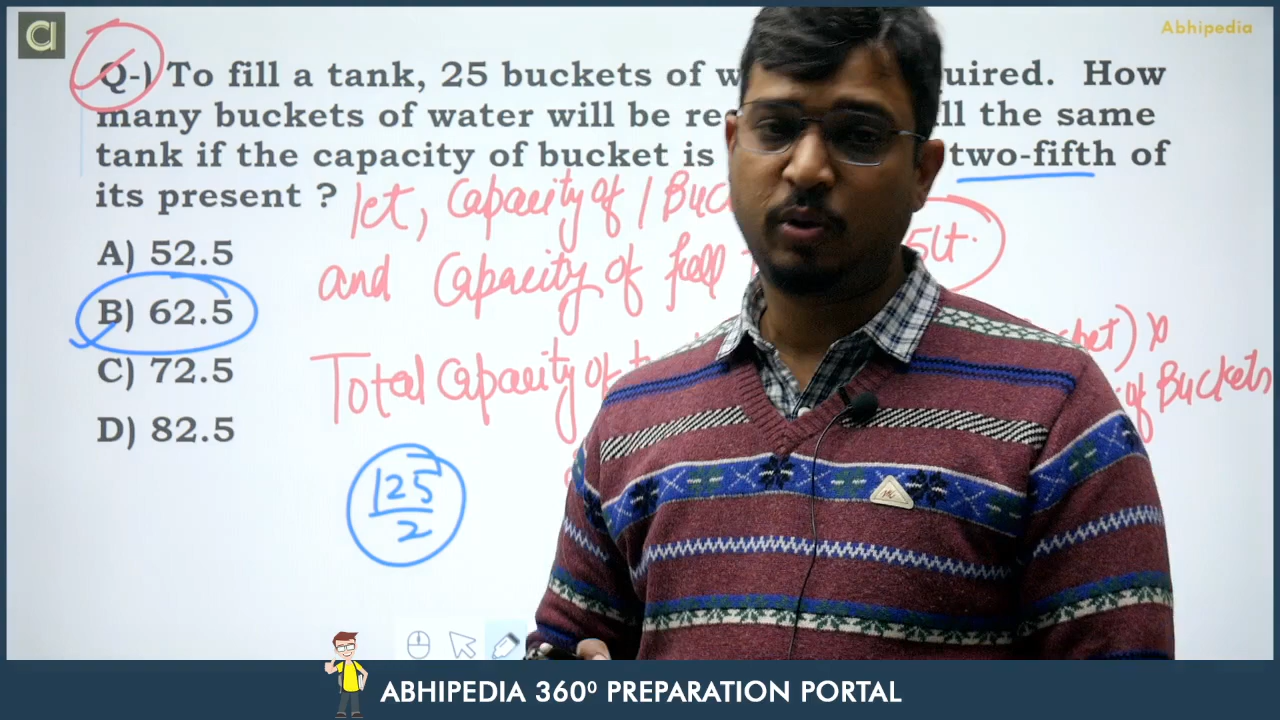 Abhipedia
Q-) To fill a tank, 25 buckets of w uired. How
many buckets of water will be re ll the same
tank if the capacity of bucket is two-fifth of
its present ?
let, Capacity of 1 Buc
A) 52.5
and Capacity of full 5lt.
B) 62.5
Total Capacity of ket) x
C) 72.5
of Buckets
D) 82.5
125
2
ABHIPEDIA 360⁰ PREPARATION PORTAL